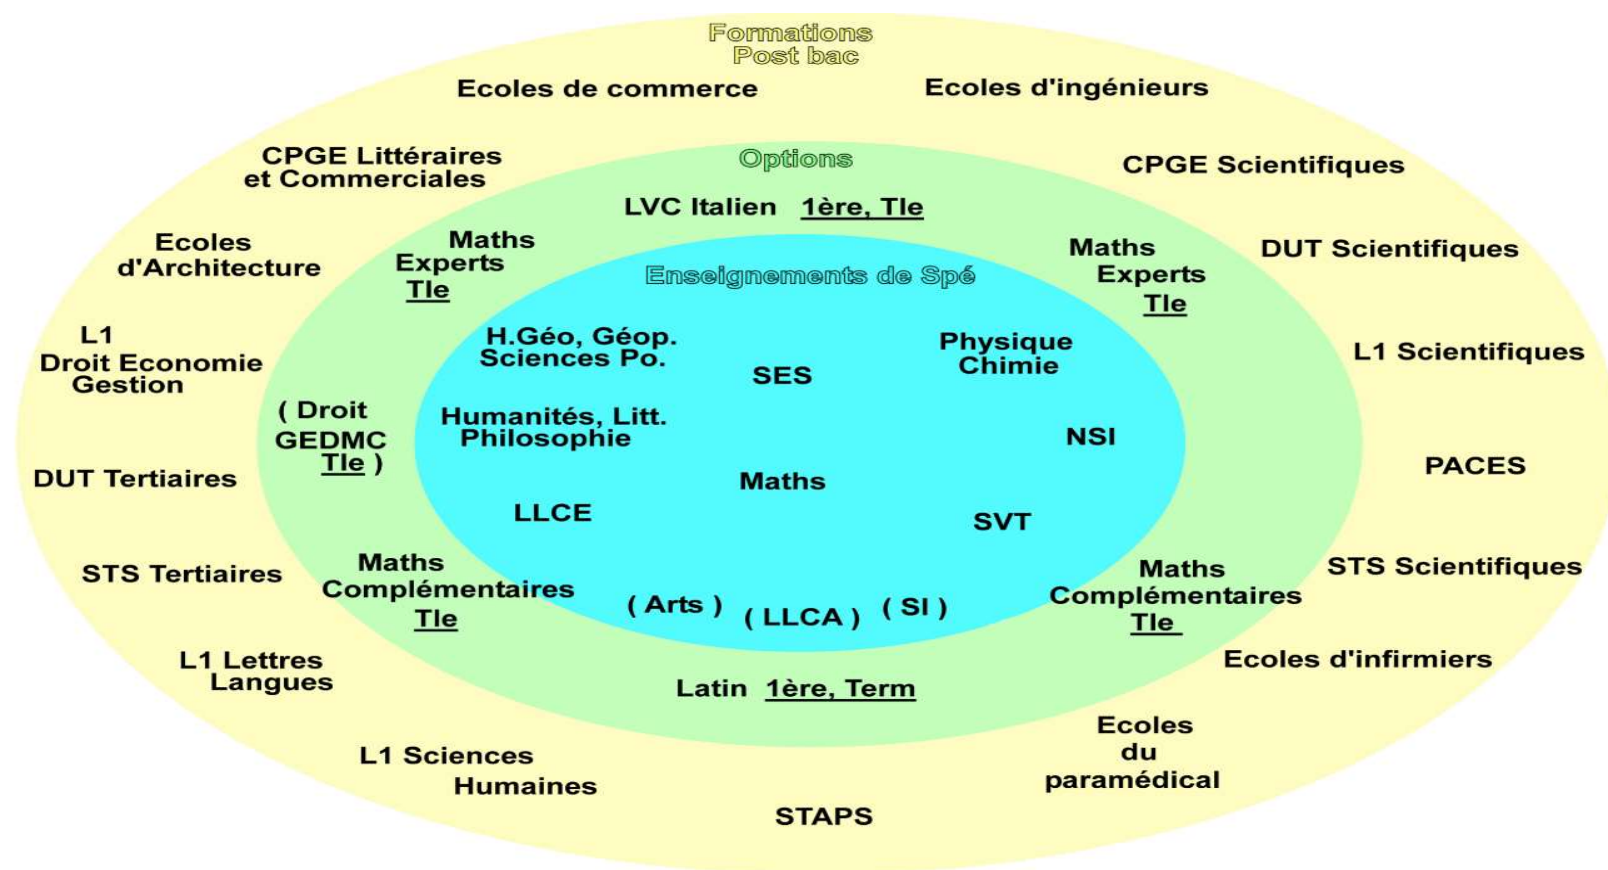 Formations
Post bac
Ecoles de commerce
Ecoles d'ingénieurs
CPGE Littéraires
et Commerciales
Options
CPGE Scientifiques
LVC Italien 1ère, Tle
Ecoles
d'Architecture
Maths
Experts
Tle
Maths
Experts
Tle
DUT Scientifiques
Enseignements de Spé
L1
Droit Economie
Gestion
H.Géo, Géop.
Sciences Po.
SES
Physique
Chimie
L1 Scientifiques
( Droit
GEDMC
Tle )
Humanités, Litt.
Philosophie
NSI
PACES
DUT Tertiaires
Maths
LLCE
SVT
STS Tertiaires
Maths
Complémentaires
Tle
( Arts )
( LLCA )
( SI )
Maths
Complémentaires
Tle
STS Scientifiques
L1 Lettres
Langues
Latin 1ère, Term
Ecoles d'infirmiers
L1 Sciences
Humaines
STAPS
Ecoles
du
paramédical